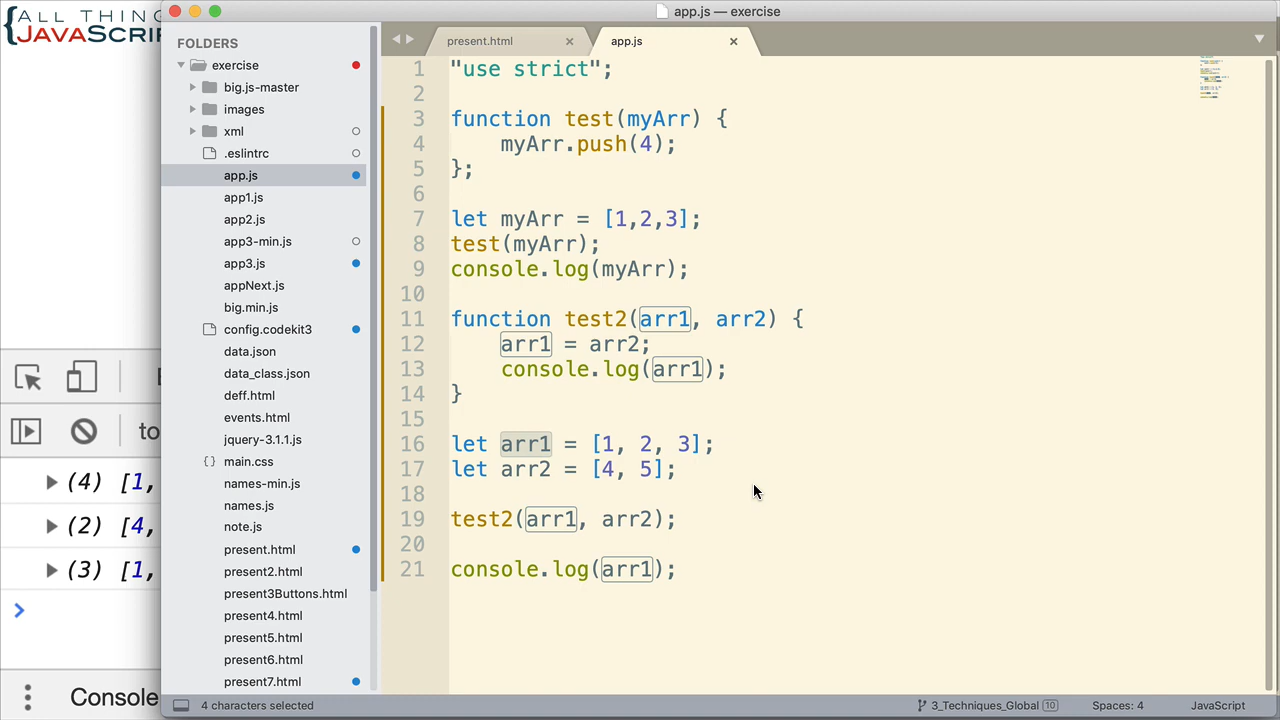 ALL THING
{JAVASCRIP
to
(4) [1,
(2) [4,
(3) [1,
>
Console
app.js — exercise
FOLDERS
exercise
big.js-master
images
xml
.eslintrc
app.js
app1.js
app2.js
app3-min.js
app3.js
appNext.js
big.min.js
config.codekit3
data.json
data_class.json
deff.html
events.html
jquery-3.1.1.js
{} main.css
names-min.js
names.js
note.js
present.html
present2.html
present3Buttons.html
present4.html
present5.html
present6.html
present7.html
present.html × app.js ×
1 "use strict";
2
3 function test(myArr) {
4 myArr.push(4);
5 };
6
7 let myArr = [1,2,3];
8 test(myArr);
9 console.log(myArr);
10
11 function test2(arr1, arr2) {
12 arr1 = arr2;
13 console.log(arr1);
14 }
15
16 let arr1 = [1, 2, 3];
17 let arr2 = [4, 5];
18
19 test2(arr1, arr2);
20
21 console.log(arr1);
4 characters selected 3_Techniques_Global 10 Spaces: 4 JavaScript